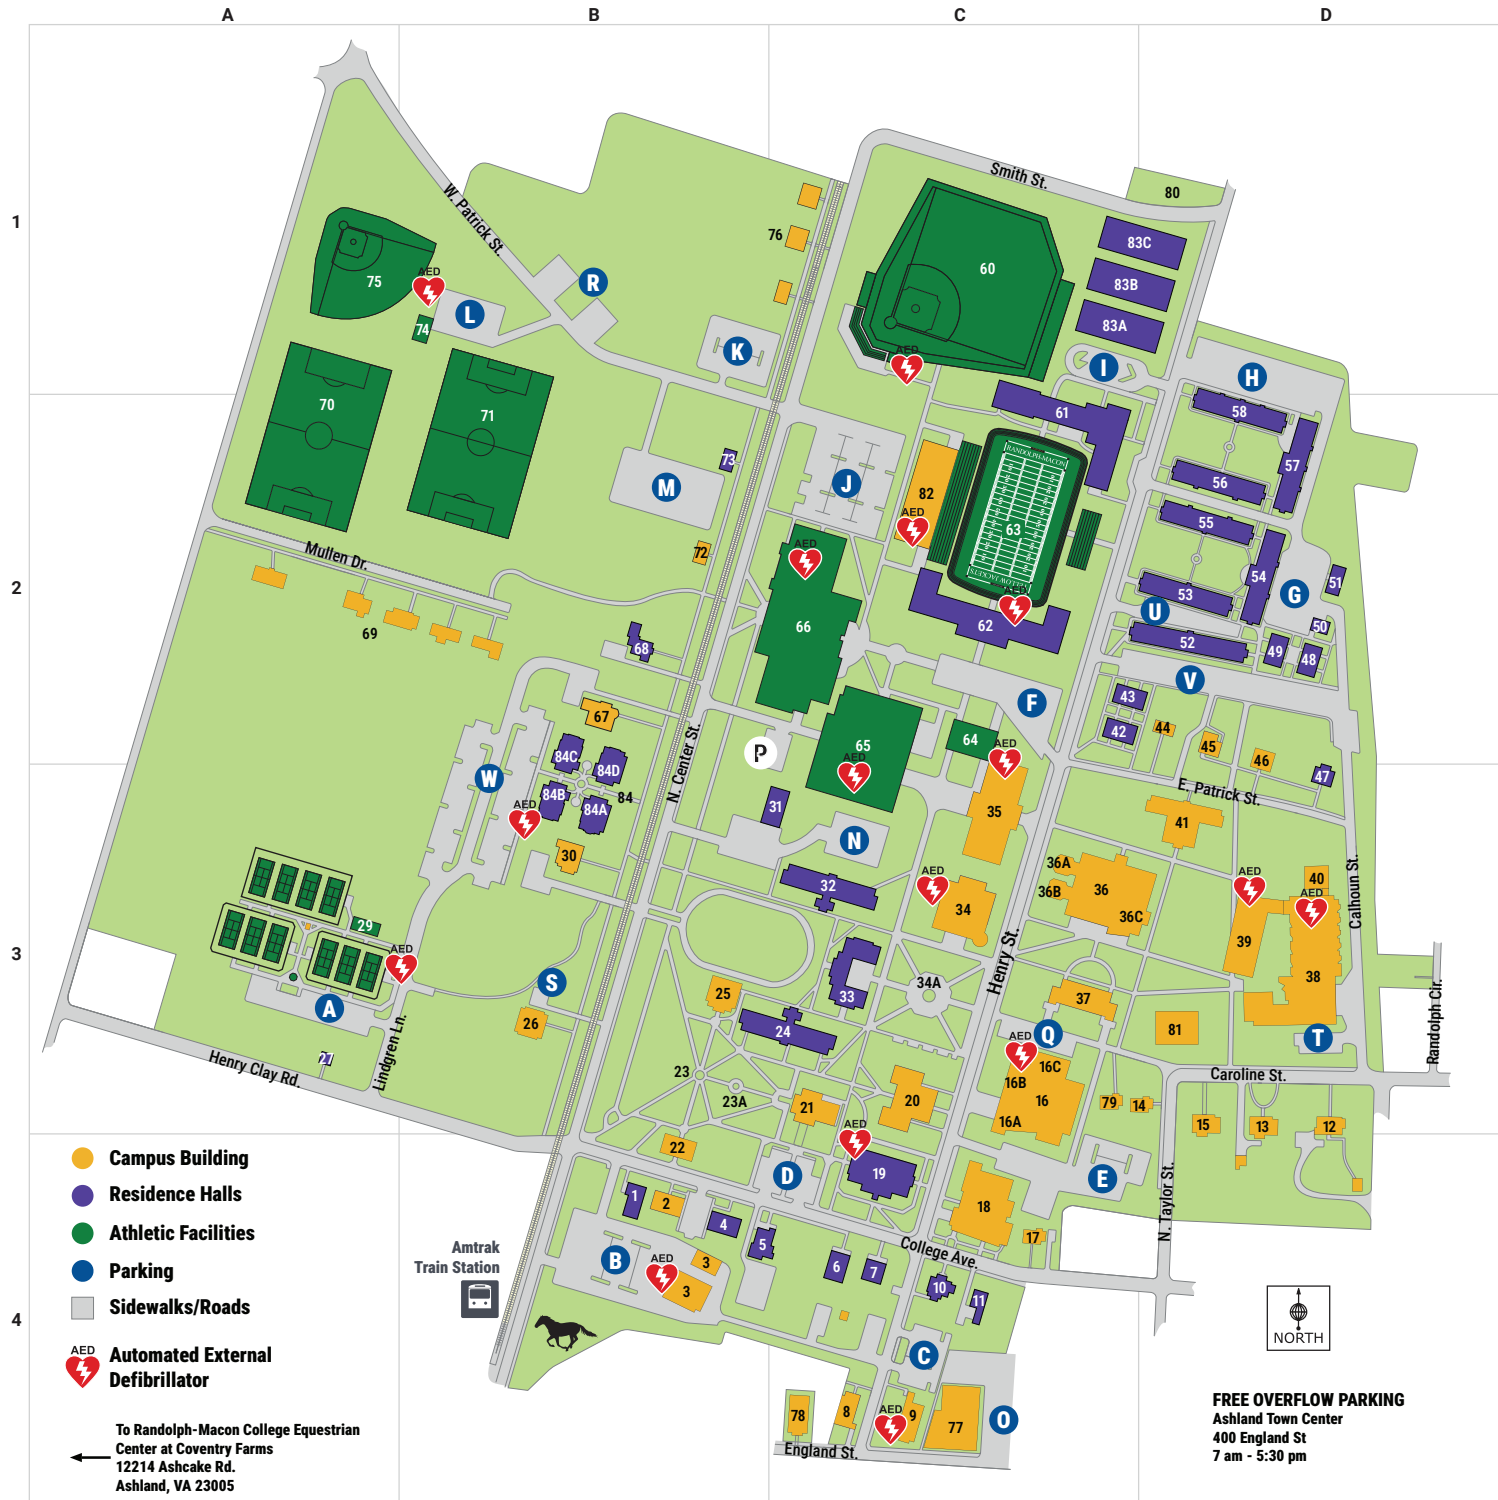 A
B
C
D
1
2
3
4
Smith St.
80
W. Patrick St.
76
83C
83B
83A
60
75
AED
L
74
R
K
AED
I
H
70
71
61
58
57
56
73
M
J
82
AED
RANDOLPH-MACON
63
55
54
53
51
G
U
50
72
AED
66
AED
62
52
49
48
Mullen Dr.
69
68
V
43
42
44
45
46
47
F
67
N. Center St.
P
65
AED
64
AED
E. Patrick St.
84C
84D
84B
84A
84
W
AED
31
N
35
41
30
32
AED
34
36A
36B
36
36C
AED
40
AED
39
38
Calhoun St.
29
AED
A
S
26
25
24
33
34A
Henry St.
37
81
Q
T
Randolph Cir.
27
Henry Clay Rd.
Lindgren Ln.
23
23A
21
20
AED
16C
16B
16
16A
79
14
Caroline St.
15
13
12
22
AED
19
D
E
N. Taylor St.
18
17
1
2
4
5
6
7
College Ave.
10
11
B
AED
3
3
C
78
8
AED
9
77
O
England St.
Campus Building
Residence Halls
Athletic Facilities
Parking
Sidewalks/Roads
AED
Automated External
Defibrillator
Amtrak
Train Station
To Randolph-Macon College Equestrian
Center at Coventry Farms
12214 Ashcake Rd.
Ashland, VA 23005
NORTH
FREE OVERFLOW PARKING
Ashland Town Center
400 England St
7 am - 5:30 pm